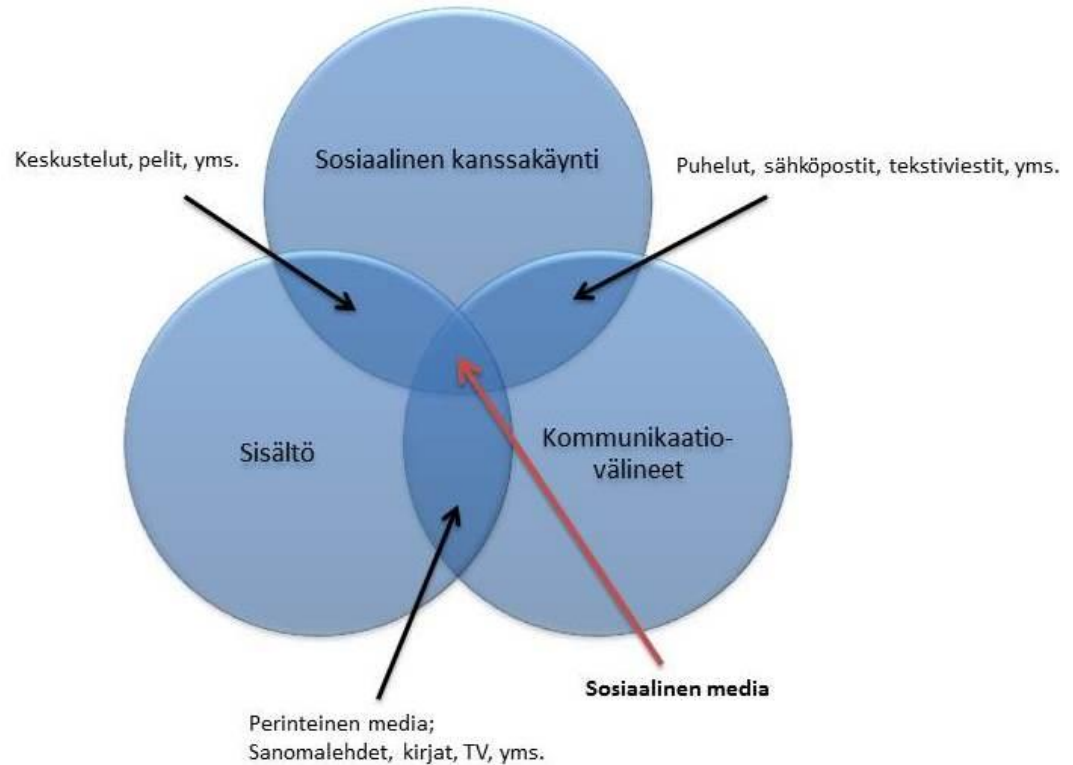 Sosiaalinen kanssakäynti
Keskustelut, pelit, yms.
Puhelut, sähköpostit, tekstiviestit, yms.
Sisältö
Kommunikaatio-
välineet
Sosiaalinen media
Perinteinen media;
Sanomalehdet, kirjat, TV, yms.